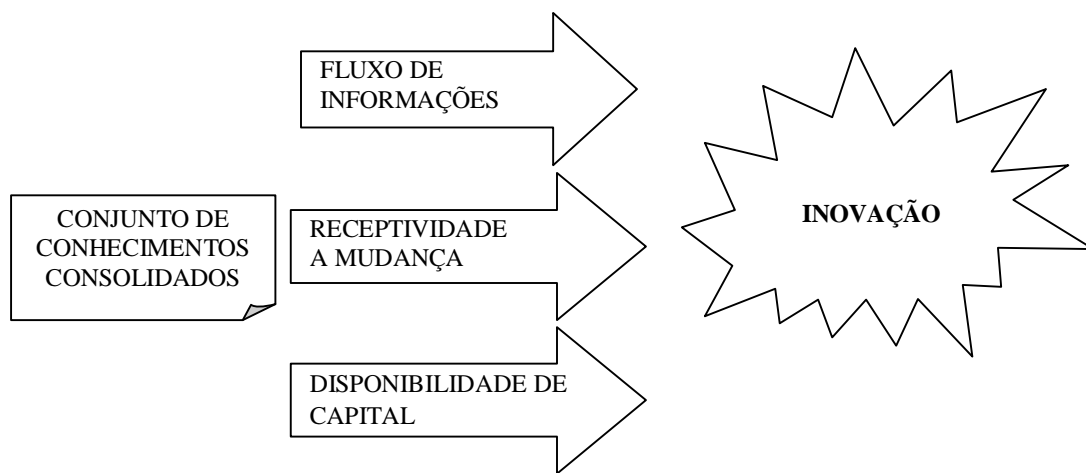 FLUXO DE
INFORMAÇÕES
CONJUNTO DE
CONHECIMENTOS
CONSOLIDADOS
RECEPTIVIDADE
A MUDANÇA
DISPONIBILIDADE DE
CAPITAL
INOVAÇÃO